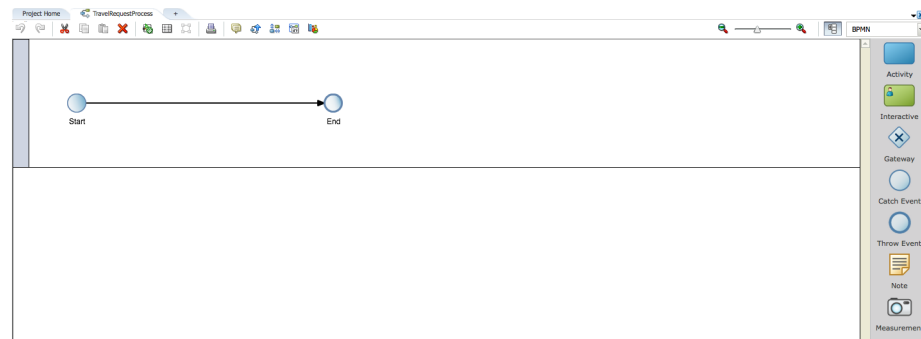 Project Home
TravelRequestProcess
+
BPMN
Start
End
Activity
Interactive
Gateway
Catch Event
Throw Event
Note
Measuremen